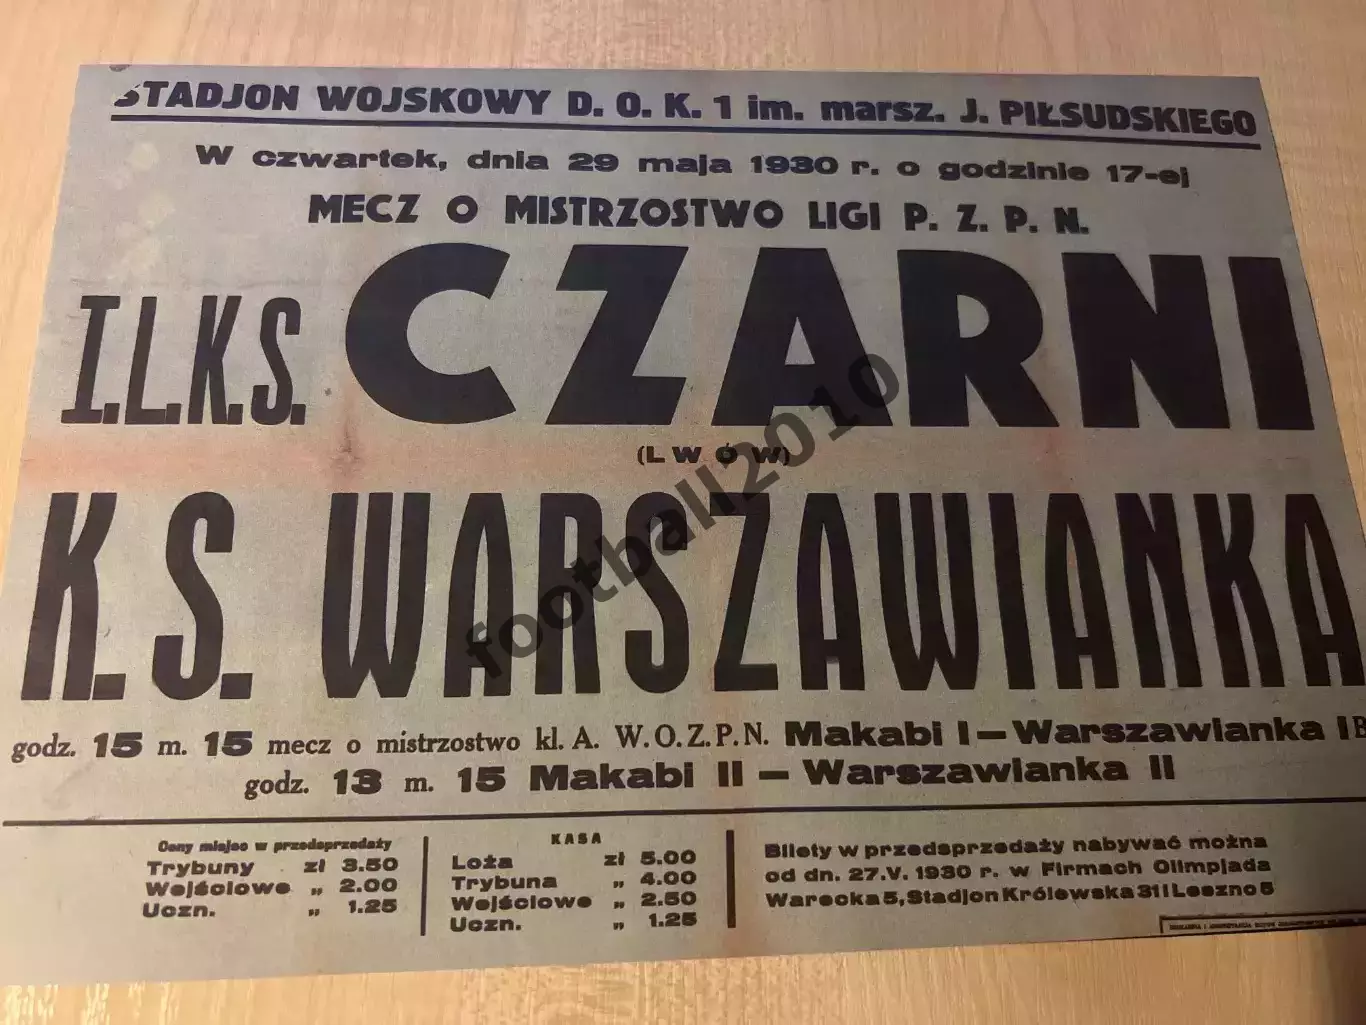 STADJON WOJSKOWY D. O. K. 1 im. marsz. J. PIŁSUDSKIEGO
W czwartek, dnia 29 maja 1930 r. o godzinie 17-ej
MECZ O MISTRZOSTWO LIGI P. Z. P. N.
I.L.K.S. CZARNI
(LWÓW)
K.S. WARSZAWIANKA
football2010
godz. 15 m. 15 mecz o mistrzostwo kl. A. W.O.Z.P.N. Makabi I — Warszawianka IB
godz. 13 m. 15 Makabi II — Warszawianka II
Ceny miejsc w przedsprzedaży
Trybuny zł 3.50
Wejściowe „ 2.00
Uczn. „ 1.25
KASA
Loża zł 5.00
Trybuna „ 4.00
Wejściowe „ 2.50
Uczn. „ 1.25
Bilety w przedsprzedaży nabywać można
od dn. 27.V. 1930 r. w Firmach Olimpjada
Warecka 5, Stadjon Królewska 31 i Leszno 5